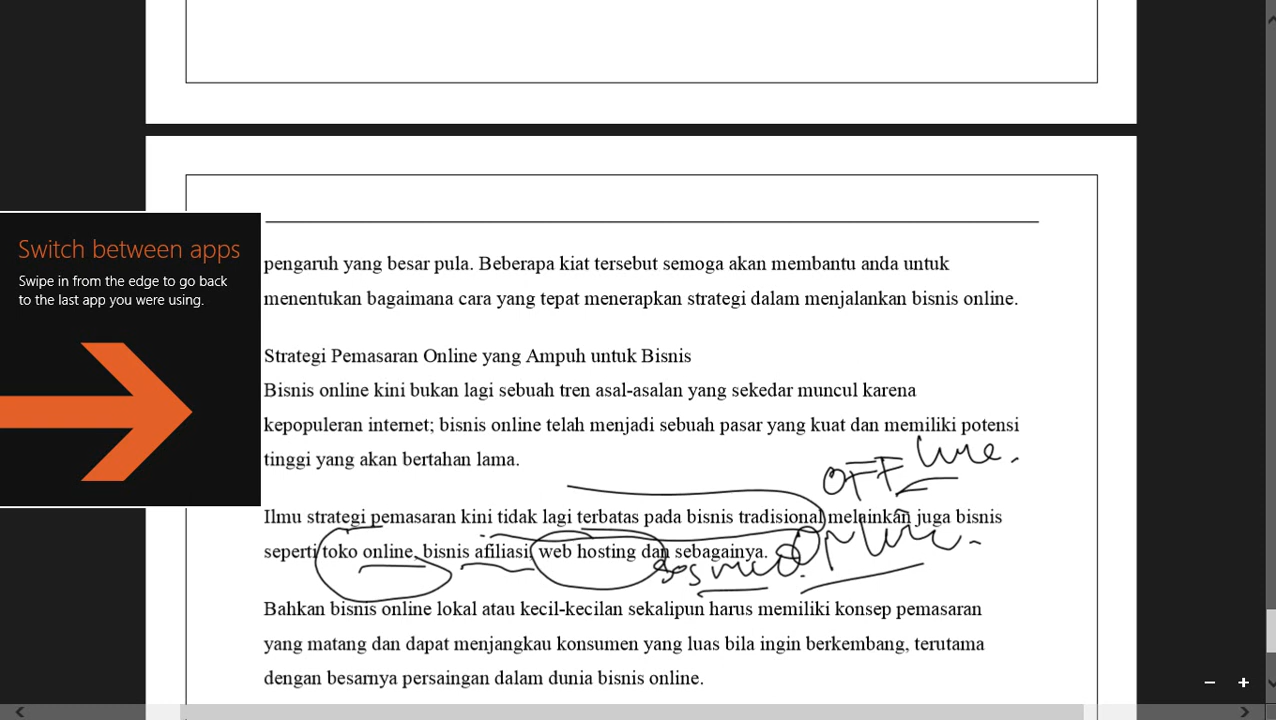 Switch between apps
Swipe in from the edge to go back
to the last app you were using.
pengaruh yang besar pula. Beberapa kiat tersebut semoga akan membantu anda untuk
menentukan bagaimana cara yang tepat menerapkan strategi dalam menjalankan bisnis online.
Strategi Pemasaran Online yang Ampuh untuk Bisnis
Bisnis online kini bukan lagi sebuah tren asal-asalan yang sekedar muncul karena
kepopuleran internet; bisnis online telah menjadi sebuah pasar yang kuat dan memiliki potensi
tinggi yang akan bertahan lama.
OFF line.
Ilmu strategi pemasaran kini tidak lagi terbatas pada bisnis tradisional melainkan juga bisnis
seperti toko online, bisnis afiliasi web hosting dan sebagainya.
online.
Bahkan bisnis online lokal atau kecil-kecilan sekalipun harus memiliki konsep pemasaran
yang matang dan dapat menjangkau konsumen yang luas bila ingin berkembang, terutama
dengan besarnya persaingan dalam dunia bisnis online.